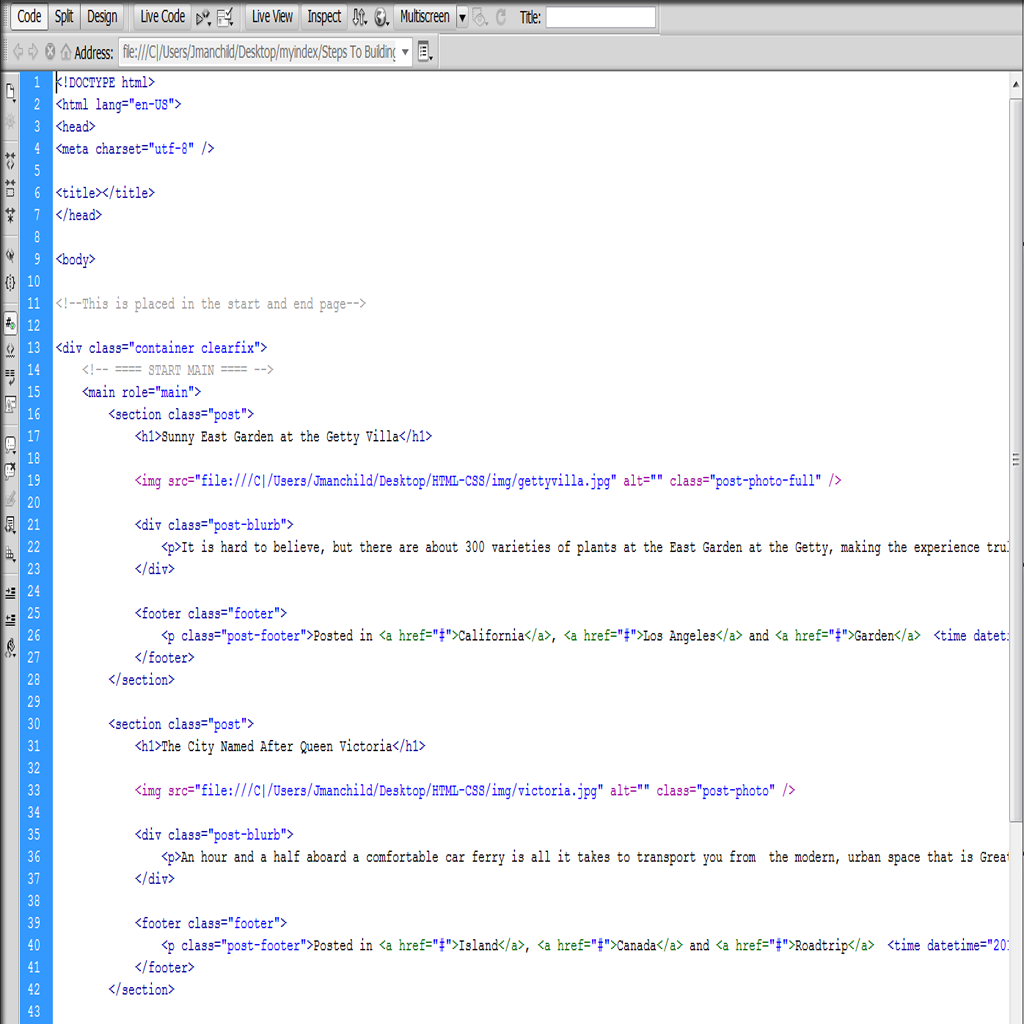 Code Split Design Live Code Live View Inspect Multiscreen Title:
Address: file:///C|/Users/Jmanchild/Desktop/myindex/Steps To Building
1 <!DOCTYPE html>
2 <html lang="en-US">
3 <head>
4 <meta charset="utf-8" />
5
6 <title></title>
7 </head>
8
9 <body>
10
11 <!--This is placed in the start and end page-->
12
13 <div class="container clearfix">
14 <!-- ==== START MAIN ==== -->
15 <main role="main">
16 <section class="post">
17 <h1>Sunny East Garden at the Getty Villa</h1>
18
19 <img src="file:///C|/Users/Jmanchild/Desktop/HTML-CSS/img/gettyvilla.jpg" alt="" class="post-photo-full" />
20
21 <div class="post-blurb">
22 <p>It is hard to believe, but there are about 300 varieties of plants at the East Garden at the Getty, making the experience tru
23 </div>
24
25 <footer class="footer">
26 <p class="post-footer">Posted in <a href="#">California</a>, <a href="#">Los Angeles</a> and <a href="#">Garden</a> <time dateti
27 </footer>
28 </section>
29
30 <section class="post">
31 <h1>The City Named After Queen Victoria</h1>
32
33 <img src="file:///C|/Users/Jmanchild/Desktop/HTML-CSS/img/victoria.jpg" alt="" class="post-photo" />
34
35 <div class="post-blurb">
36 <p>An hour and a half aboard a comfortable car ferry is all it takes to transport you from the modern, urban space that is Grea
37 </div>
38
39 <footer class="footer">
40 <p class="post-footer">Posted in <a href="#">Island</a>, <a href="#">Canada</a> and <a href="#">Roadtrip</a> <time datetime="20
41 </footer>
42 </section>
43